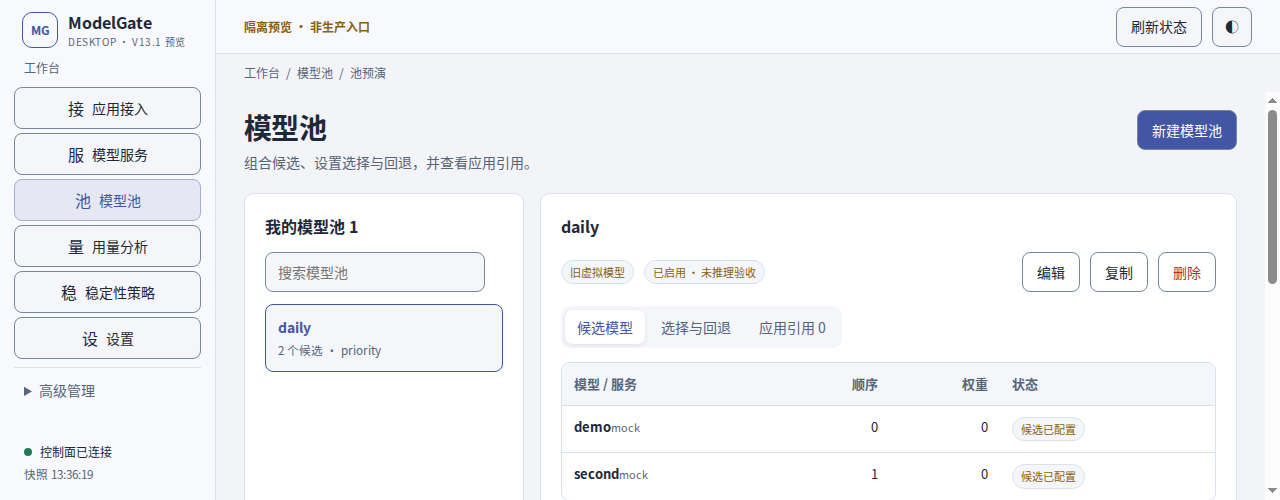 MG
ModelGate
DESKTOP · V13.1 预览
工作台
接 应用接入
服 模型服务
池 模型池
量 用量分析
稳 稳定性策略
设 设置
高级管理
控制面已连接
快照 13:36:19
隔离预览 · 非生产入口
刷新状态
工作台 / 模型池 / 池预演
模型池
组合候选、设置选择与回退，并查看应用引用。
新建模型池
我的模型池 1
搜索模型池
daily
2 个候选 · priority
daily
旧虚拟模型 已启用 · 未推理验收
编辑 复制 删除
候选模型 选择与回退 应用引用 0
模型 / 服务 顺序 权重 状态
demomock 0 0 候选已配置
secondmock 1 0 候选已配置